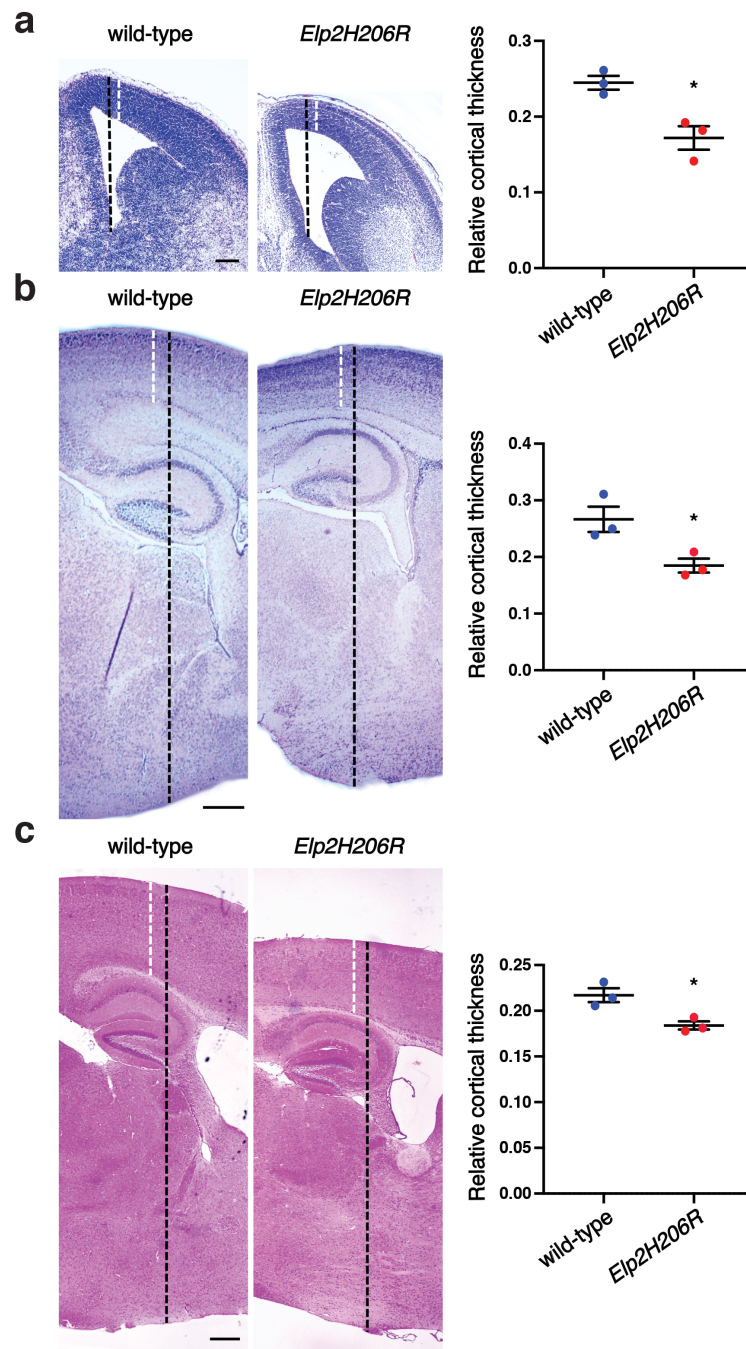 a
wild-type
Elp2H206R
Relative cortical thickness
0.3
0.2
0.1
0.0
*
wild-type
Elp2H206R
b
wild-type
Elp2H206R
Relative cortical thickness
0.4
0.3
0.2
0.1
0.0
*
wild-type
Elp2H206R
c
wild-type
Elp2H206R
Relative cortical thickness
0.25
0.20
0.15
0.10
0.05
0.00
*
wild-type
Elp2H206R